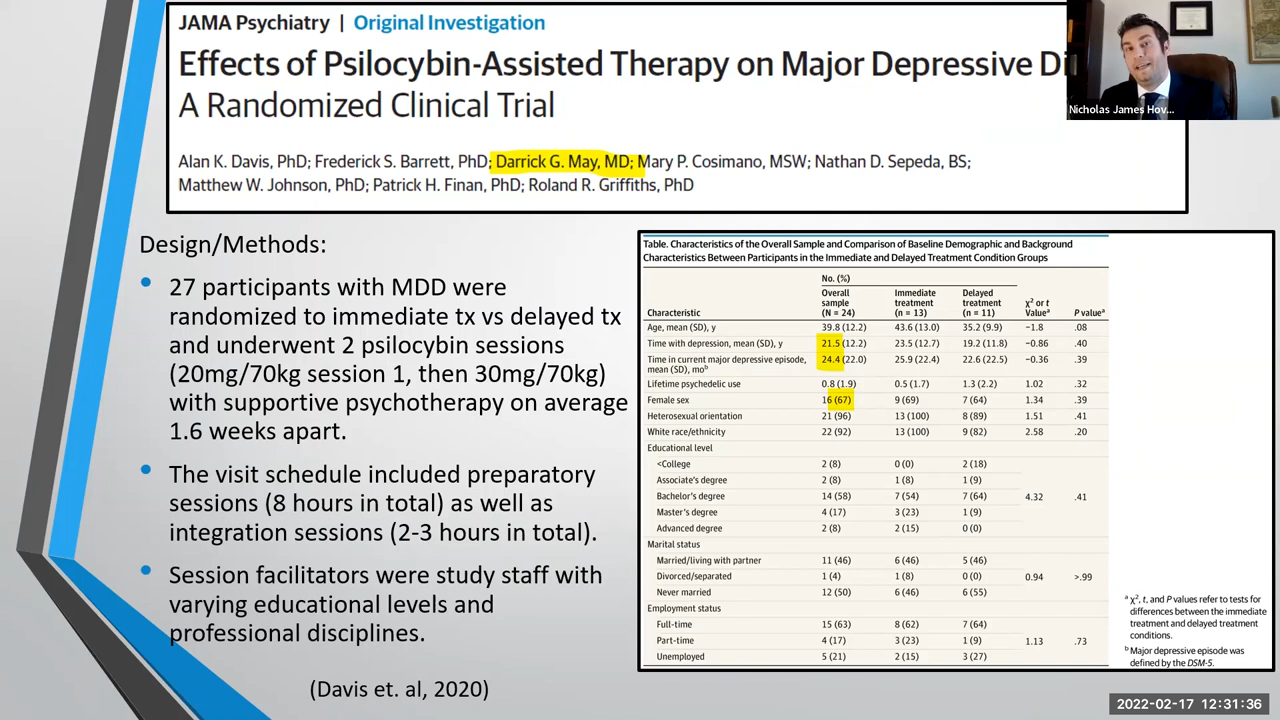 JAMA Psychiatry | Original Investigation
Effects of Psilocybin-Assisted Therapy on Major Depressive Di
A Randomized Clinical Trial
Alan K. Davis, PhD; Frederick S. Barrett, PhD; Darrick G. May, MD; Mary P. Cosimano, MSW; Nathan D. Sepeda, BS;
Matthew W. Johnson, PhD; Patrick H. Finan, PhD; Roland R. Griffiths, PhD
Nicholas James Hov...
Design/Methods:
• 27 participants with MDD were
randomized to immediate tx vs delayed tx
and underwent 2 psilocybin sessions
(20mg/70kg session 1, then 30mg/70kg)
with supportive psychotherapy on average
1.6 weeks apart.
• The visit schedule included preparatory
sessions (8 hours in total) as well as
integration sessions (2-3 hours in total).
• Session facilitators were study staff with
varying educational levels and
professional disciplines.
(Davis et. al, 2020)
Table. Characteristics of the Overall Sample and Comparison of Baseline Demographic and Background
Characteristics Between Participants in the Immediate and Delayed Treatment Condition Groups
No. (%)
Characteristic Overall sample (N = 24) Immediate treatment (n = 13) Delayed treatment (n = 11) χ2 or t Valueª P valueª
Age, mean (SD), y 39.8 (12.2) 43.6 (13.0) 35.2 (9.9) −1.8 .08
Time with depression, mean (SD), y 21.5 (12.2) 23.5 (12.7) 19.2 (11.8) −0.86 .40
Time in current major depressive episode, 24.4 (22.0) 25.9 (22.4) 22.6 (22.5) −0.36 .39
mean (SD), moᵇ
Lifetime psychedelic use 0.8 (1.9) 0.5 (1.7) 1.3 (2.2) 1.02 .32
Female sex 16 (67) 9 (69) 7 (64) 1.34 .39
Heterosexual orientation 21 (96) 13 (100) 8 (89) 1.51 .41
White race/ethnicity 22 (92) 13 (100) 9 (82) 2.58 .20
Educational level
<College 2 (8) 0 (0) 2 (18)
Associate's degree 2 (8) 1 (8) 1 (9)
Bachelor's degree 14 (58) 7 (54) 7 (64) 4.32 .41
Master's degree 4 (17) 3 (23) 1 (9)
Advanced degree 2 (8) 2 (15) 0 (0)
Marital status
Married/living with partner 11 (46) 6 (46) 5 (46)
Divorced/separated 1 (4) 1 (8) 0 (0) 0.94 >.99
Never married 12 (50) 6 (46) 6 (55)
Employment status
Full-time 15 (63) 8 (62) 7 (64)
Part-time 4 (17) 3 (23) 1 (9) 1.13 .73
Unemployed 5 (21) 2 (15) 3 (27)
ª χ2, t, and P values refer to tests for
differences between the immediate
treatment and delayed treatment
conditions.
ᵇ Major depressive episode was
defined by the DSM-5.
2022-02-17 12:31:36